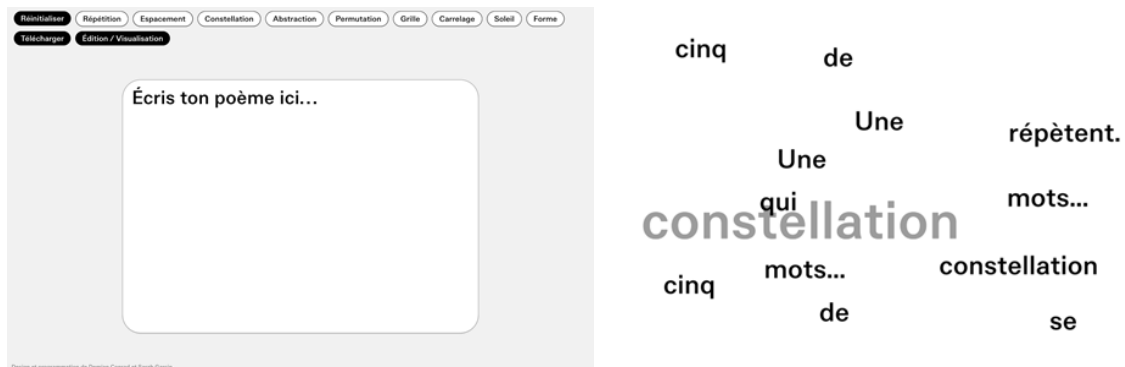 Réinitialiser Répétition Espacement Constellation Abstraction Permutation Grille Carrelage Soleil Forme
Télécharger Édition / Visualisation
Écris ton poème ici...
cinq de
Une
répètent.
Une
qui mots...
constellation
mots... constellation
cinq
de
se